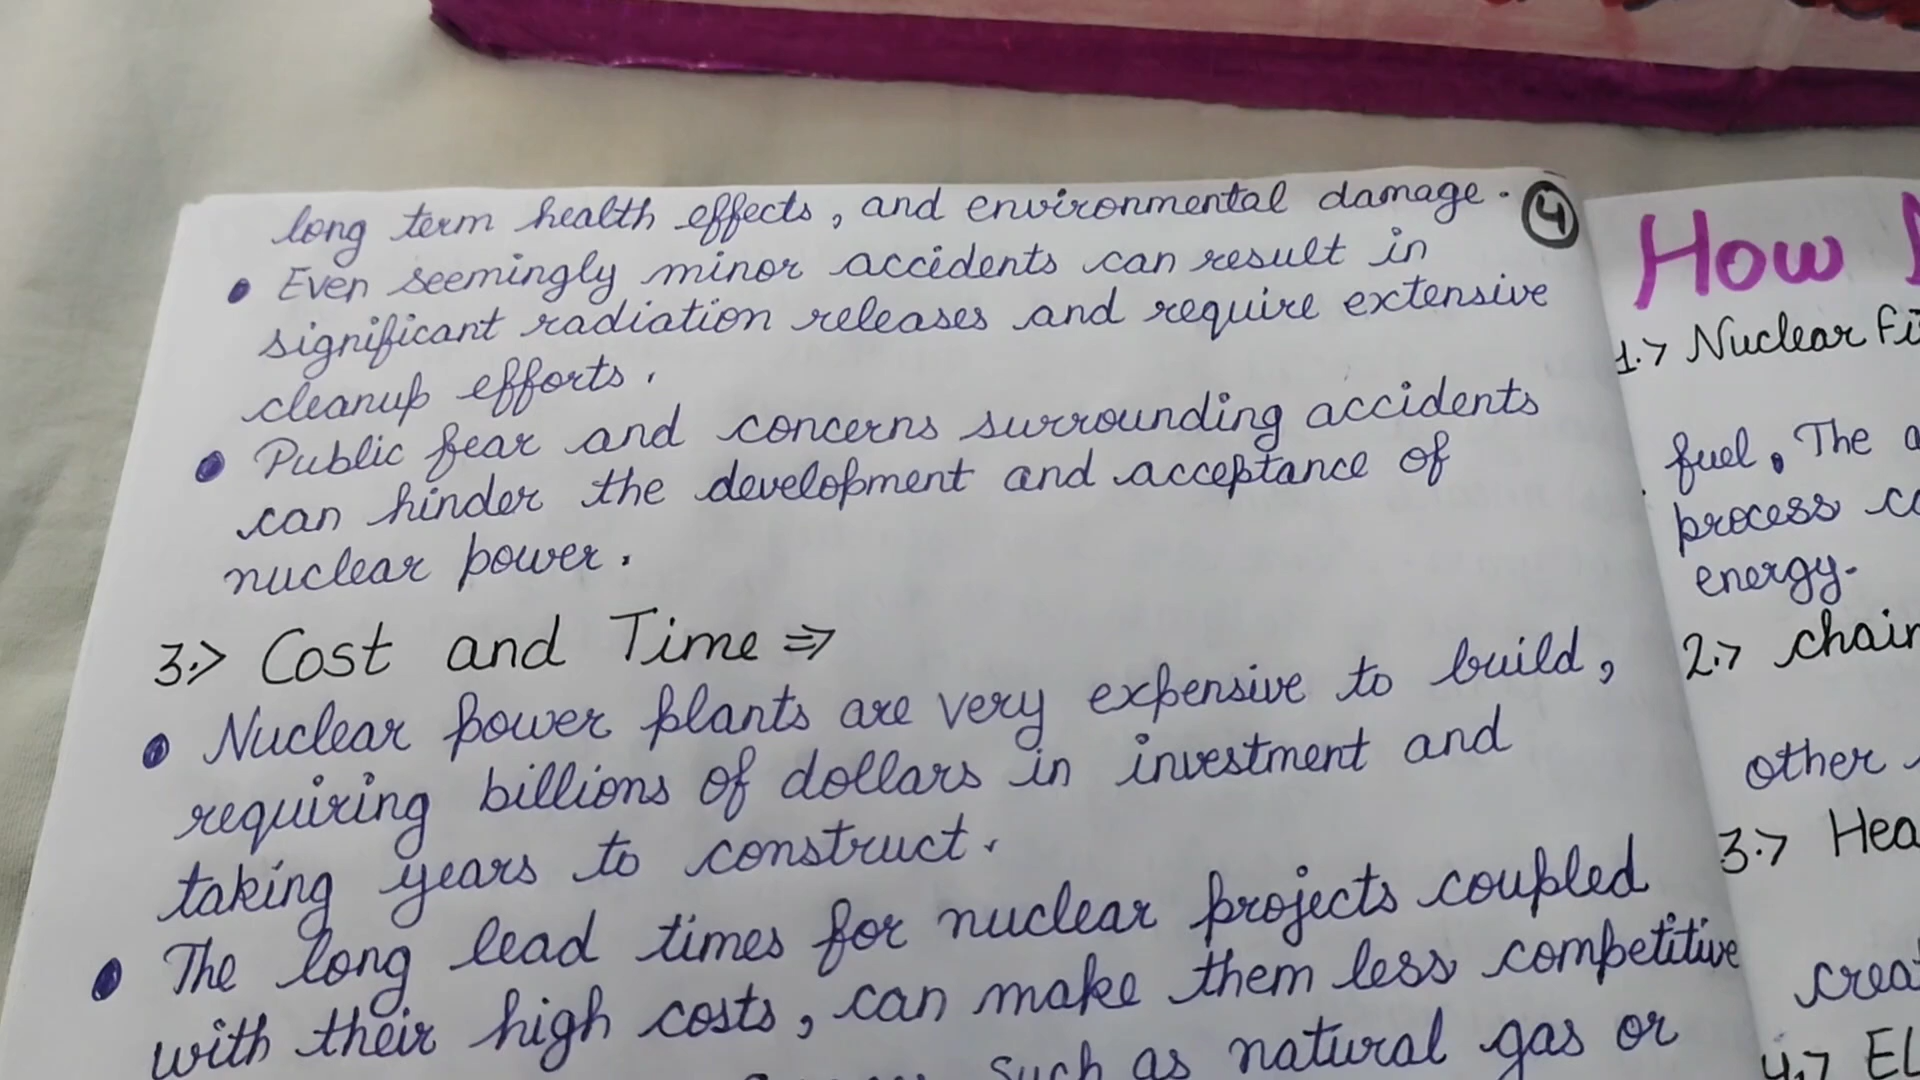 long term health effects, and environmental damage.
4
• Even seemingly minor accidents can result in
significant radiation releases and require extensive
cleanup efforts.
• Public fear and concerns surrounding accidents
can hinder the development and acceptance of
nuclear power.
3.> Cost and Time ⇒
• Nuclear power plants are very expensive to build,
requiring billions of dollars in investment and
taking years to construct.
• The long lead times for nuclear projects coupled
with their high costs, can make them less competitive
such as natural gas or
How
1.> Nuclear Fi
fuel. The a
process co
energy.
2.> chain
other
3.> Hea
creat
4.> El